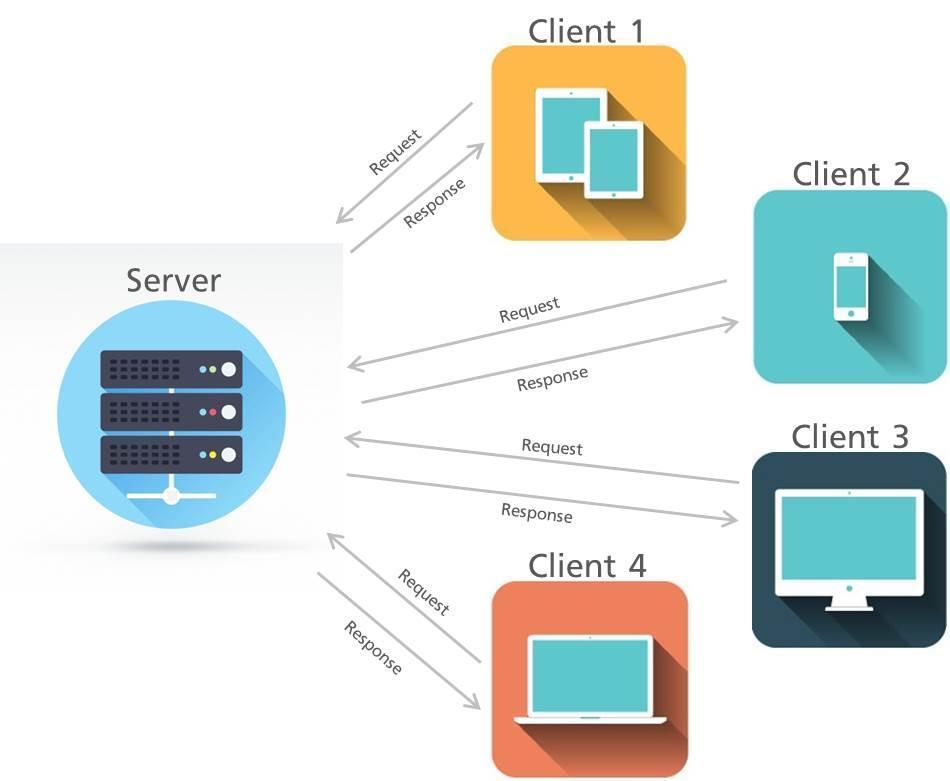 Client 1
Request
Response
Client 2
Server
Request
Response
Client 3
Request
Response
Client 4
Request
Response